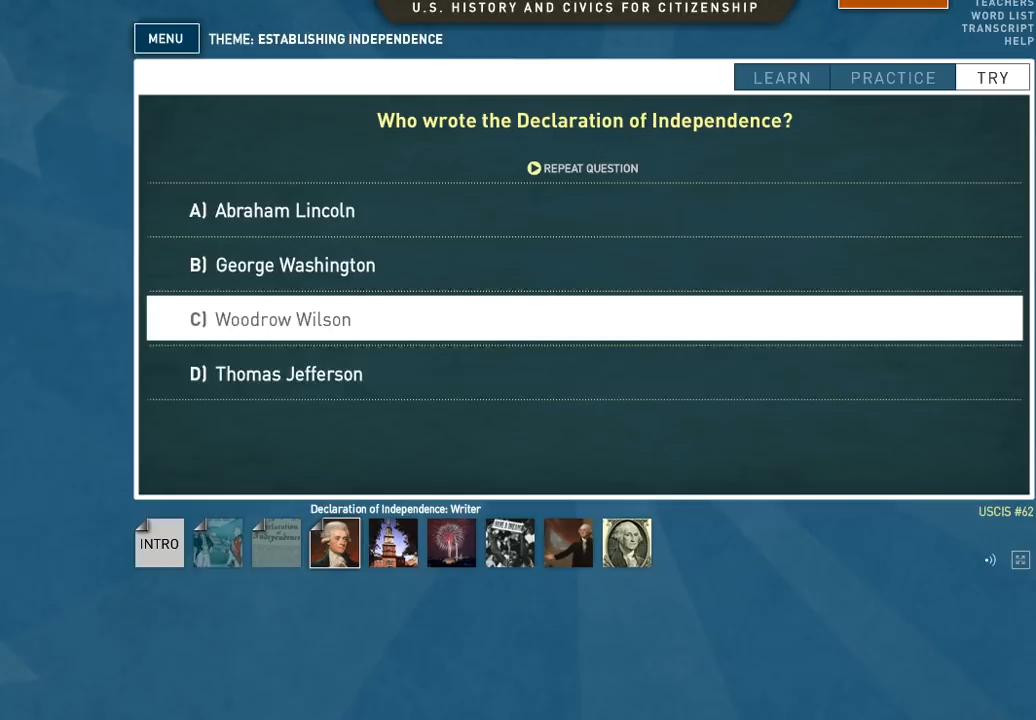 U.S. HISTORY AND CIVICS FOR CITIZENSHIP
TEACHERS
WORD LIST
TRANSCRIPT
HELP
MENU
THEME: ESTABLISHING INDEPENDENCE
LEARN
PRACTICE
TRY
Who wrote the Declaration of Independence?
REPEAT QUESTION
A) Abraham Lincoln
B) George Washington
C) Woodrow Wilson
D) Thomas Jefferson
Declaration of Independence: Writer
USCIS #62
INTRO